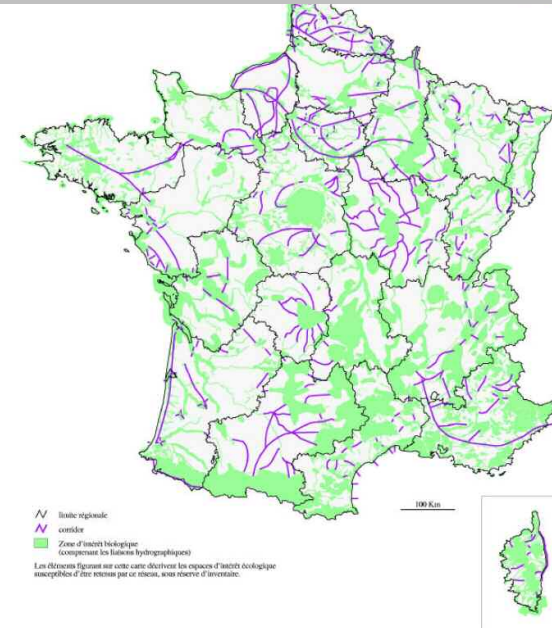 100 Km
limite régionale
corridor
Zone d'intérêt biologique
(comprenant les liaisons hydrographiques)
Les éléments figurant sur cette carte décrivent les espaces d'intérêt écologique
susceptibles d'être retenus par ce réseau, sous réserve d'inventaire.